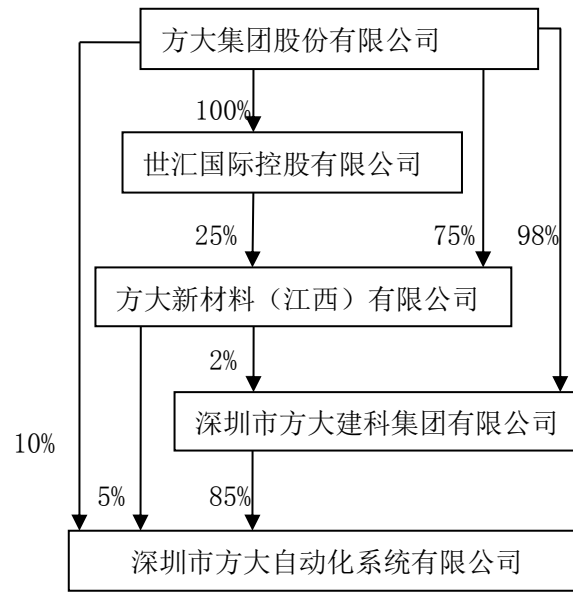 方大集团股份有限公司
100%
世汇国际控股有限公司
25%
75%
98%
方大新材料（江西）有限公司
2%
深圳市方大建科集团有限公司
10%
5%
85%
深圳市方大自动化系统有限公司